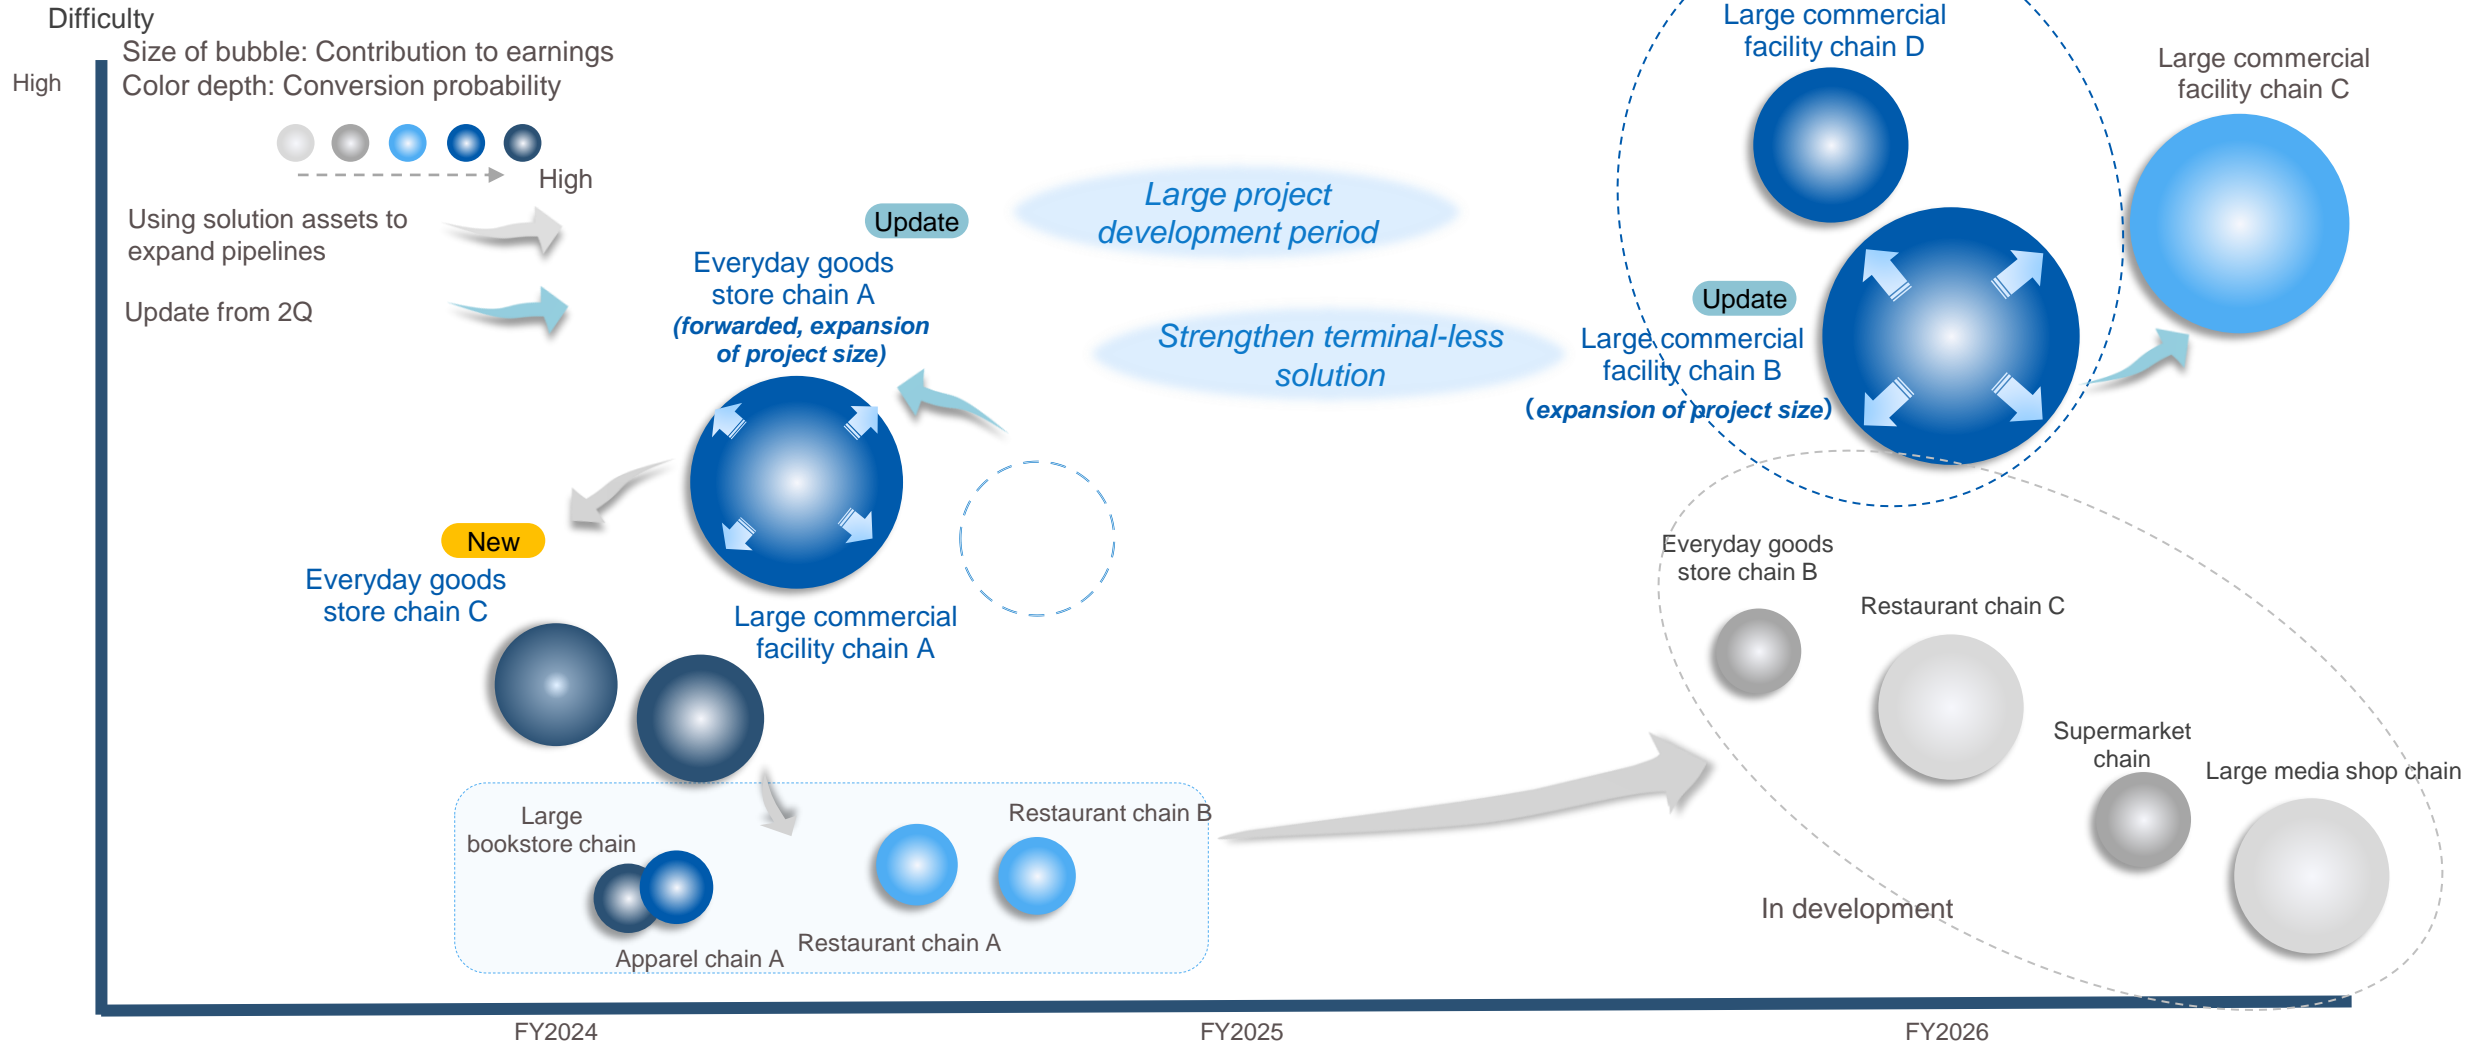 Difficulty
High
Size of bubble: Contribution to earnings
Color depth: Conversion probability
High
Using solution assets to
expand pipelines
Update from 2Q
Update
Everyday goods
store chain A
(forwarded, expansion
of project size)
Large project
development period
Strengthen terminal-less
solution
Large commercial
facility chain D
Large commercial
facility chain C
Update
Large commercial
facility chain B
(expansion of project size)
New
Everyday goods
store chain C
Large commercial
facility chain A
Everyday goods
store chain B
Restaurant chain C
Supermarket
chain
Large media shop chain
Large
bookstore chain
Restaurant chain B
Apparel chain A
Restaurant chain A
In development
FY2024
FY2025
FY2026